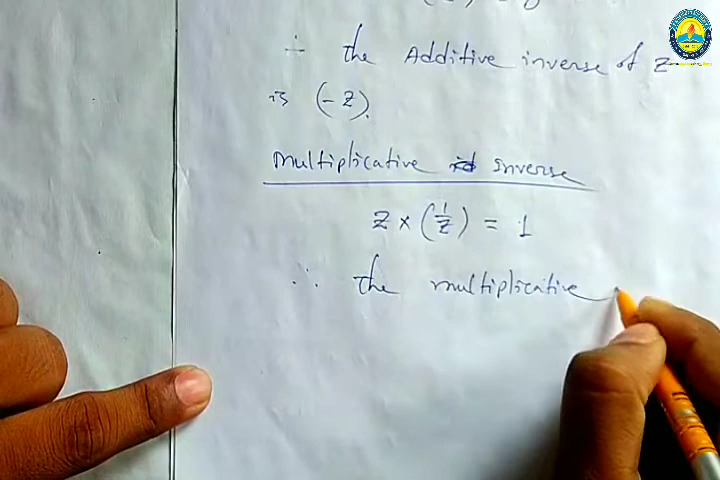 ∴ the Additive inverse of z
is (-z).
Multiplicative inverse
z × (1/z) = 1
∴ the multiplicative